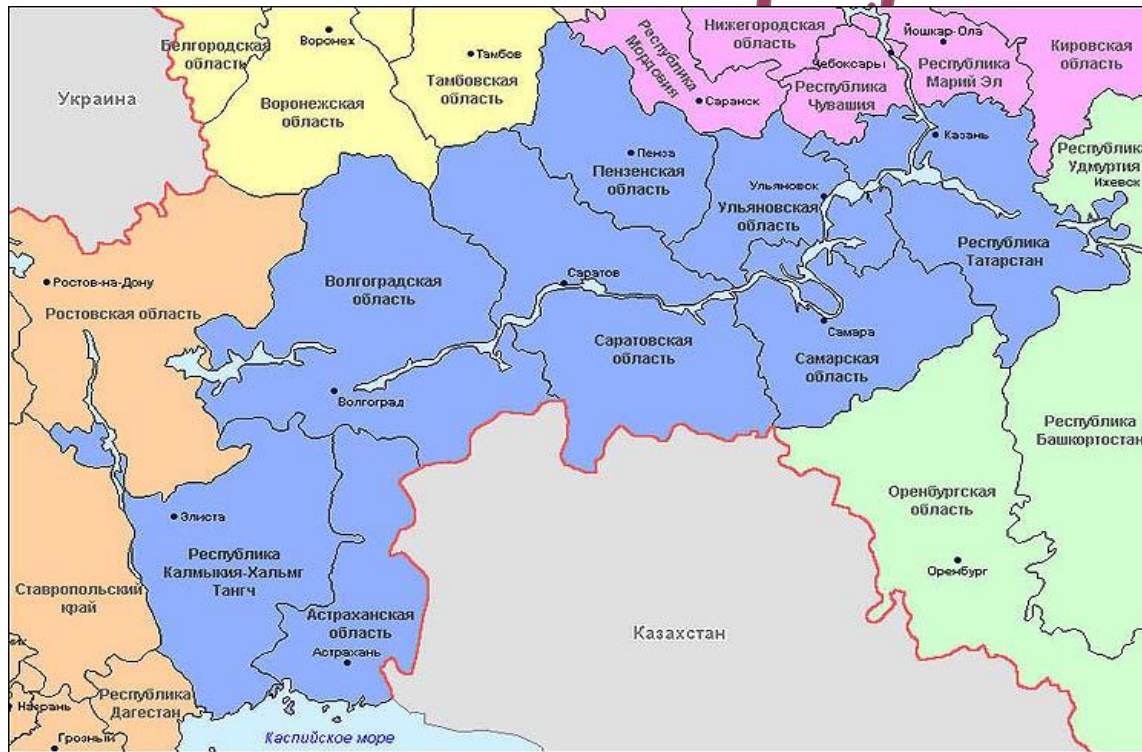 Белгородская
область
Воронех
Тамбов
Тамбовская
область
Воронежская
область
Украина
Республика
Мордовия
Нижегородская
область
Йошкар-Ола
Чебоксары
Республика
Марий Эл
Кировская
область
Саранск
Республика
Чувашия
Казань
Республика
Удмуртия
Ихевск
Пенза
Пензенская
область
Ульяновск
Ульяновская
область
Республика
Татарстан
Ростов-на-Дону
Ростовская область
Волгоградская
область
Саратов
Саратовская
область
Самара
Самарская
область
Волгоград
Республика
Башкортостан
Оренбургская
область
Оренбург
Элиста
Республика
Калмыкия-Хальмг
Тангч
Ставропольский
край
Астраханская
область
Астрахань
Казахстан
Республика
Дагестан
Назрань
Грозный
Каспийское море